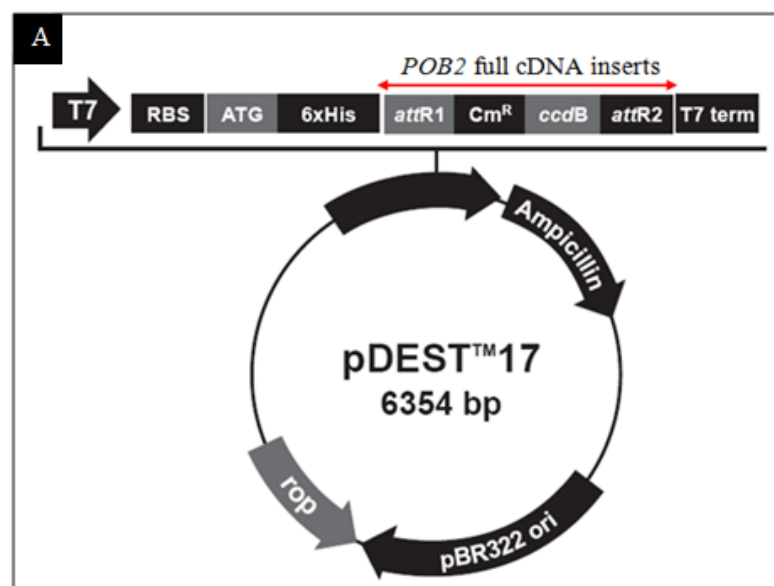 A
POB2 full cDNA inserts
T7 RBS ATG 6xHis attR1 Cmᴿ ccdB attR2 T7 term
Ampicillin
pDEST™17
6354 bp
rop
pBR322 ori